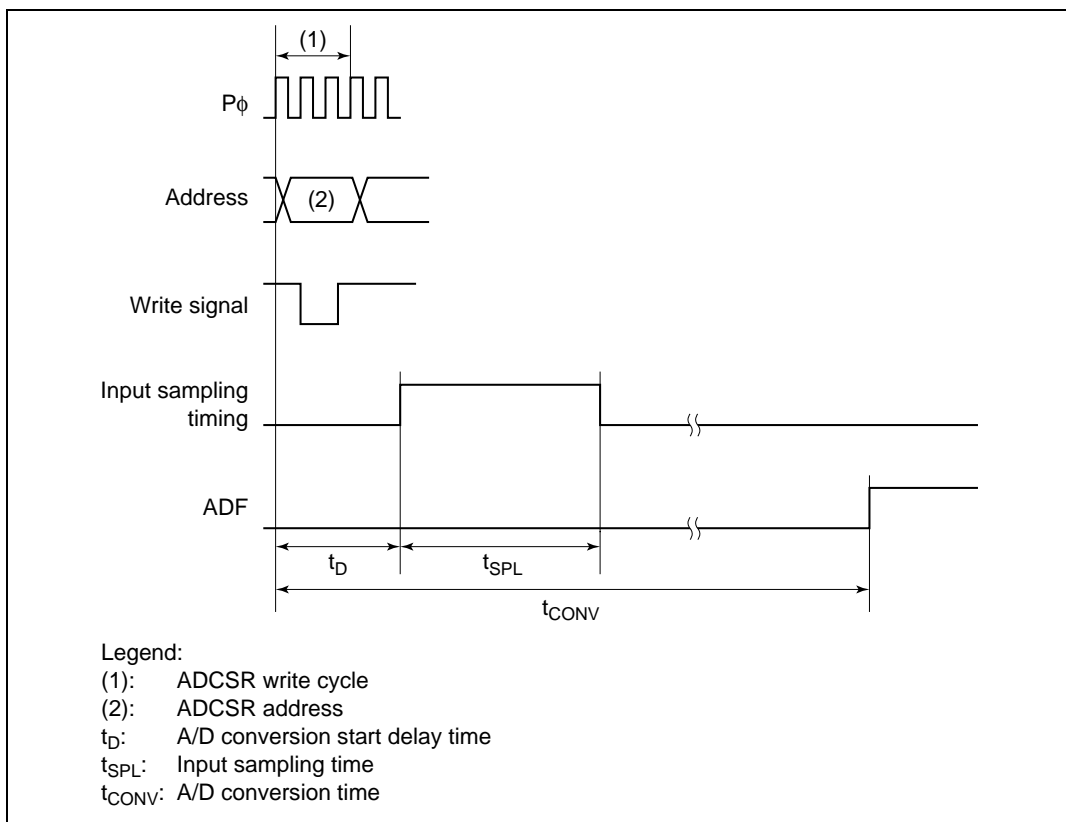 (1)
Pϕ
Address
(2)
Write signal
Input sampling
timing
ADF
tD
tSPL
tCONV
Legend:
(1): ADCSR write cycle
(2): ADCSR address
tD: A/D conversion start delay time
tSPL: Input sampling time
tCONV: A/D conversion time